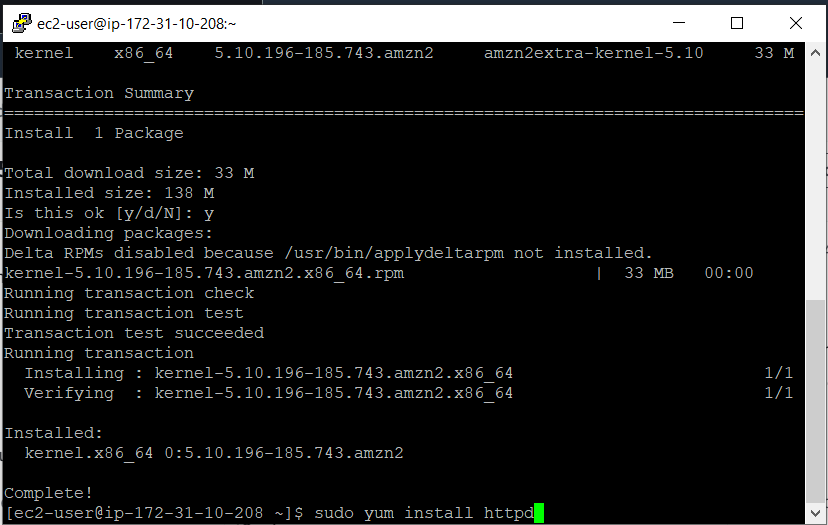 ec2-user@ip-172-31-10-208:~
kernel x86_64 5.10.196-185.743.amzn2 amzn2extra-kernel-5.10 33 M
Transaction Summary
================================================================================
Install 1 Package
Total download size: 33 M
Installed size: 138 M
Is this ok [y/d/N]: y
Downloading packages:
Delta RPMs disabled because /usr/bin/applydeltarpm not installed.
kernel-5.10.196-185.743.amzn2.x86_64.rpm | 33 MB 00:00
Running transaction check
Running transaction test
Transaction test succeeded
Running transaction
Installing : kernel-5.10.196-185.743.amzn2.x86_64 1/1
Verifying : kernel-5.10.196-185.743.amzn2.x86_64 1/1
Installed:
kernel.x86_64 0:5.10.196-185.743.amzn2
Complete!
[ec2-user@ip-172-31-10-208 ~]$ sudo yum install httpd